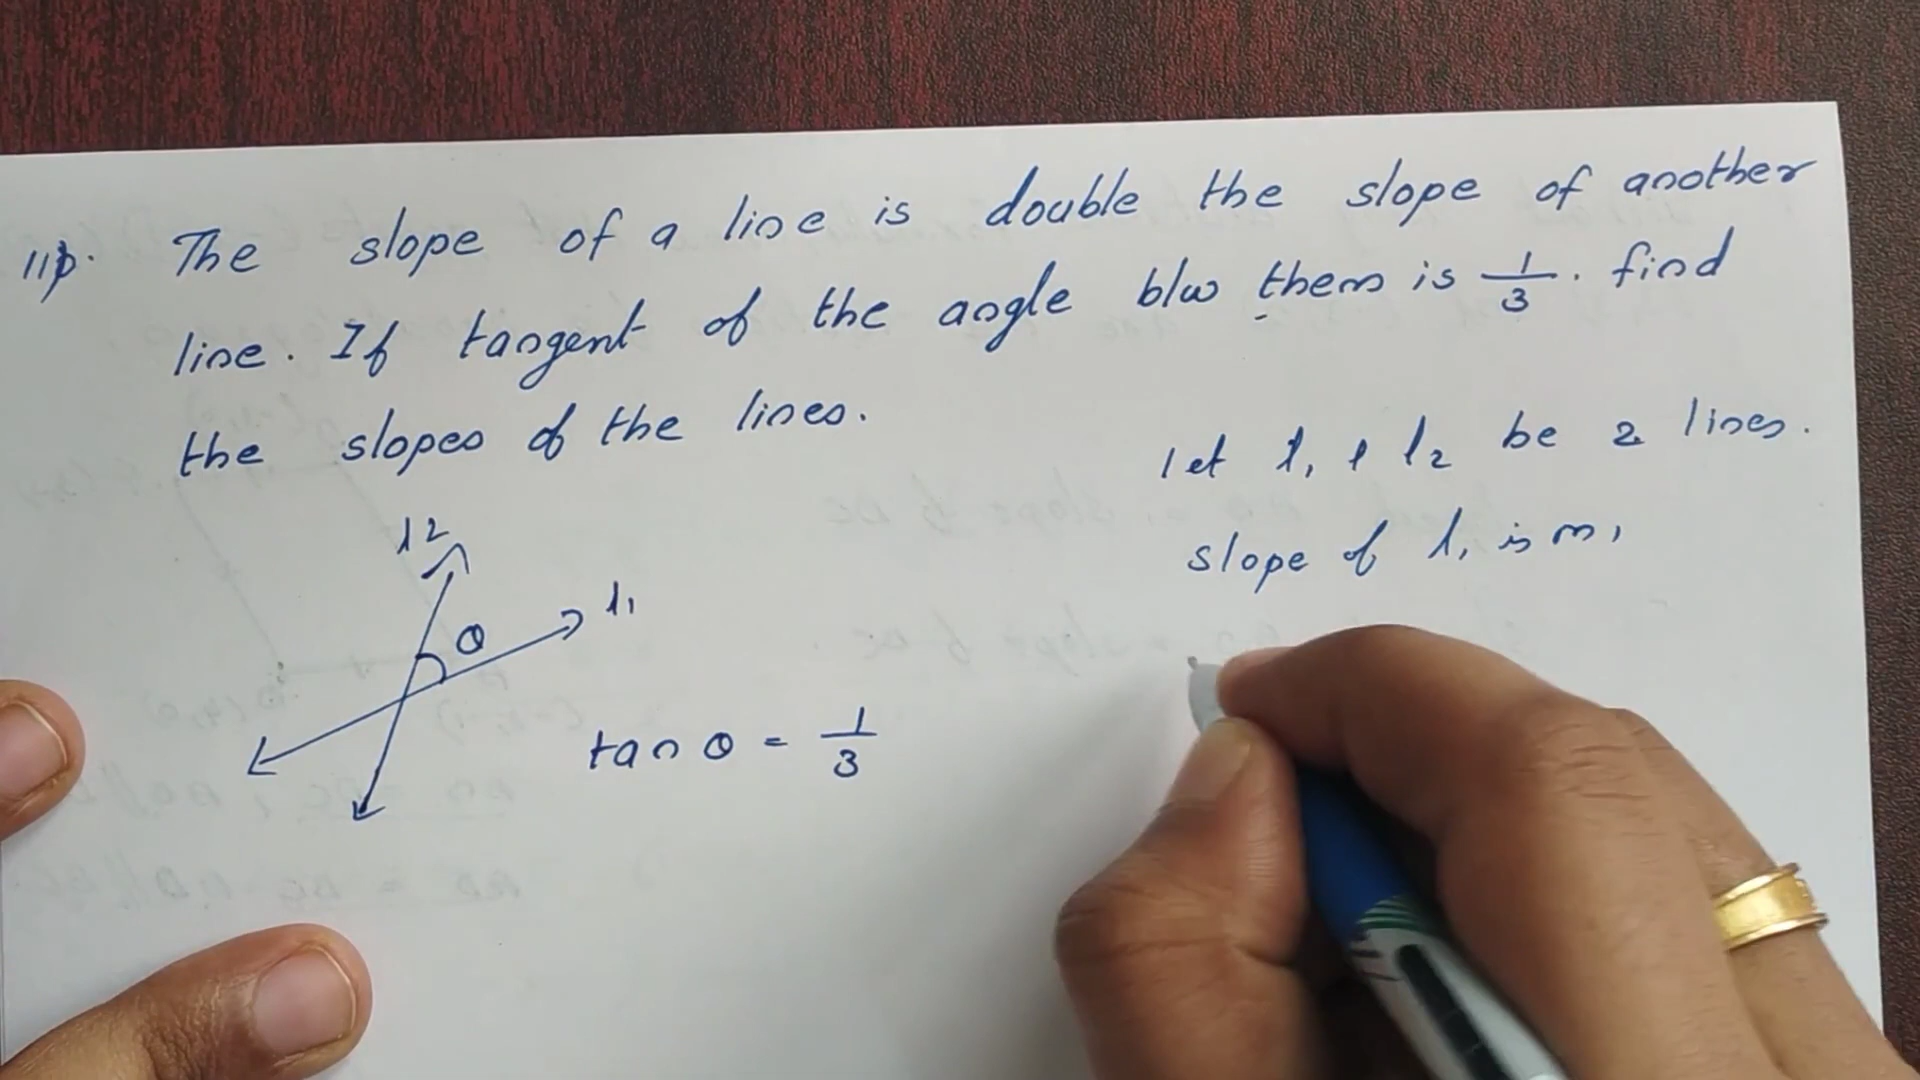 11). The slope of a line is double the slope of another
line. If tangent of the angle b/w them is 1/3. find
the slopes of the lines.
let l1 & l2 be 2 lines.
slope of l1 is m1
l2
l1
θ
tan θ = 1/3